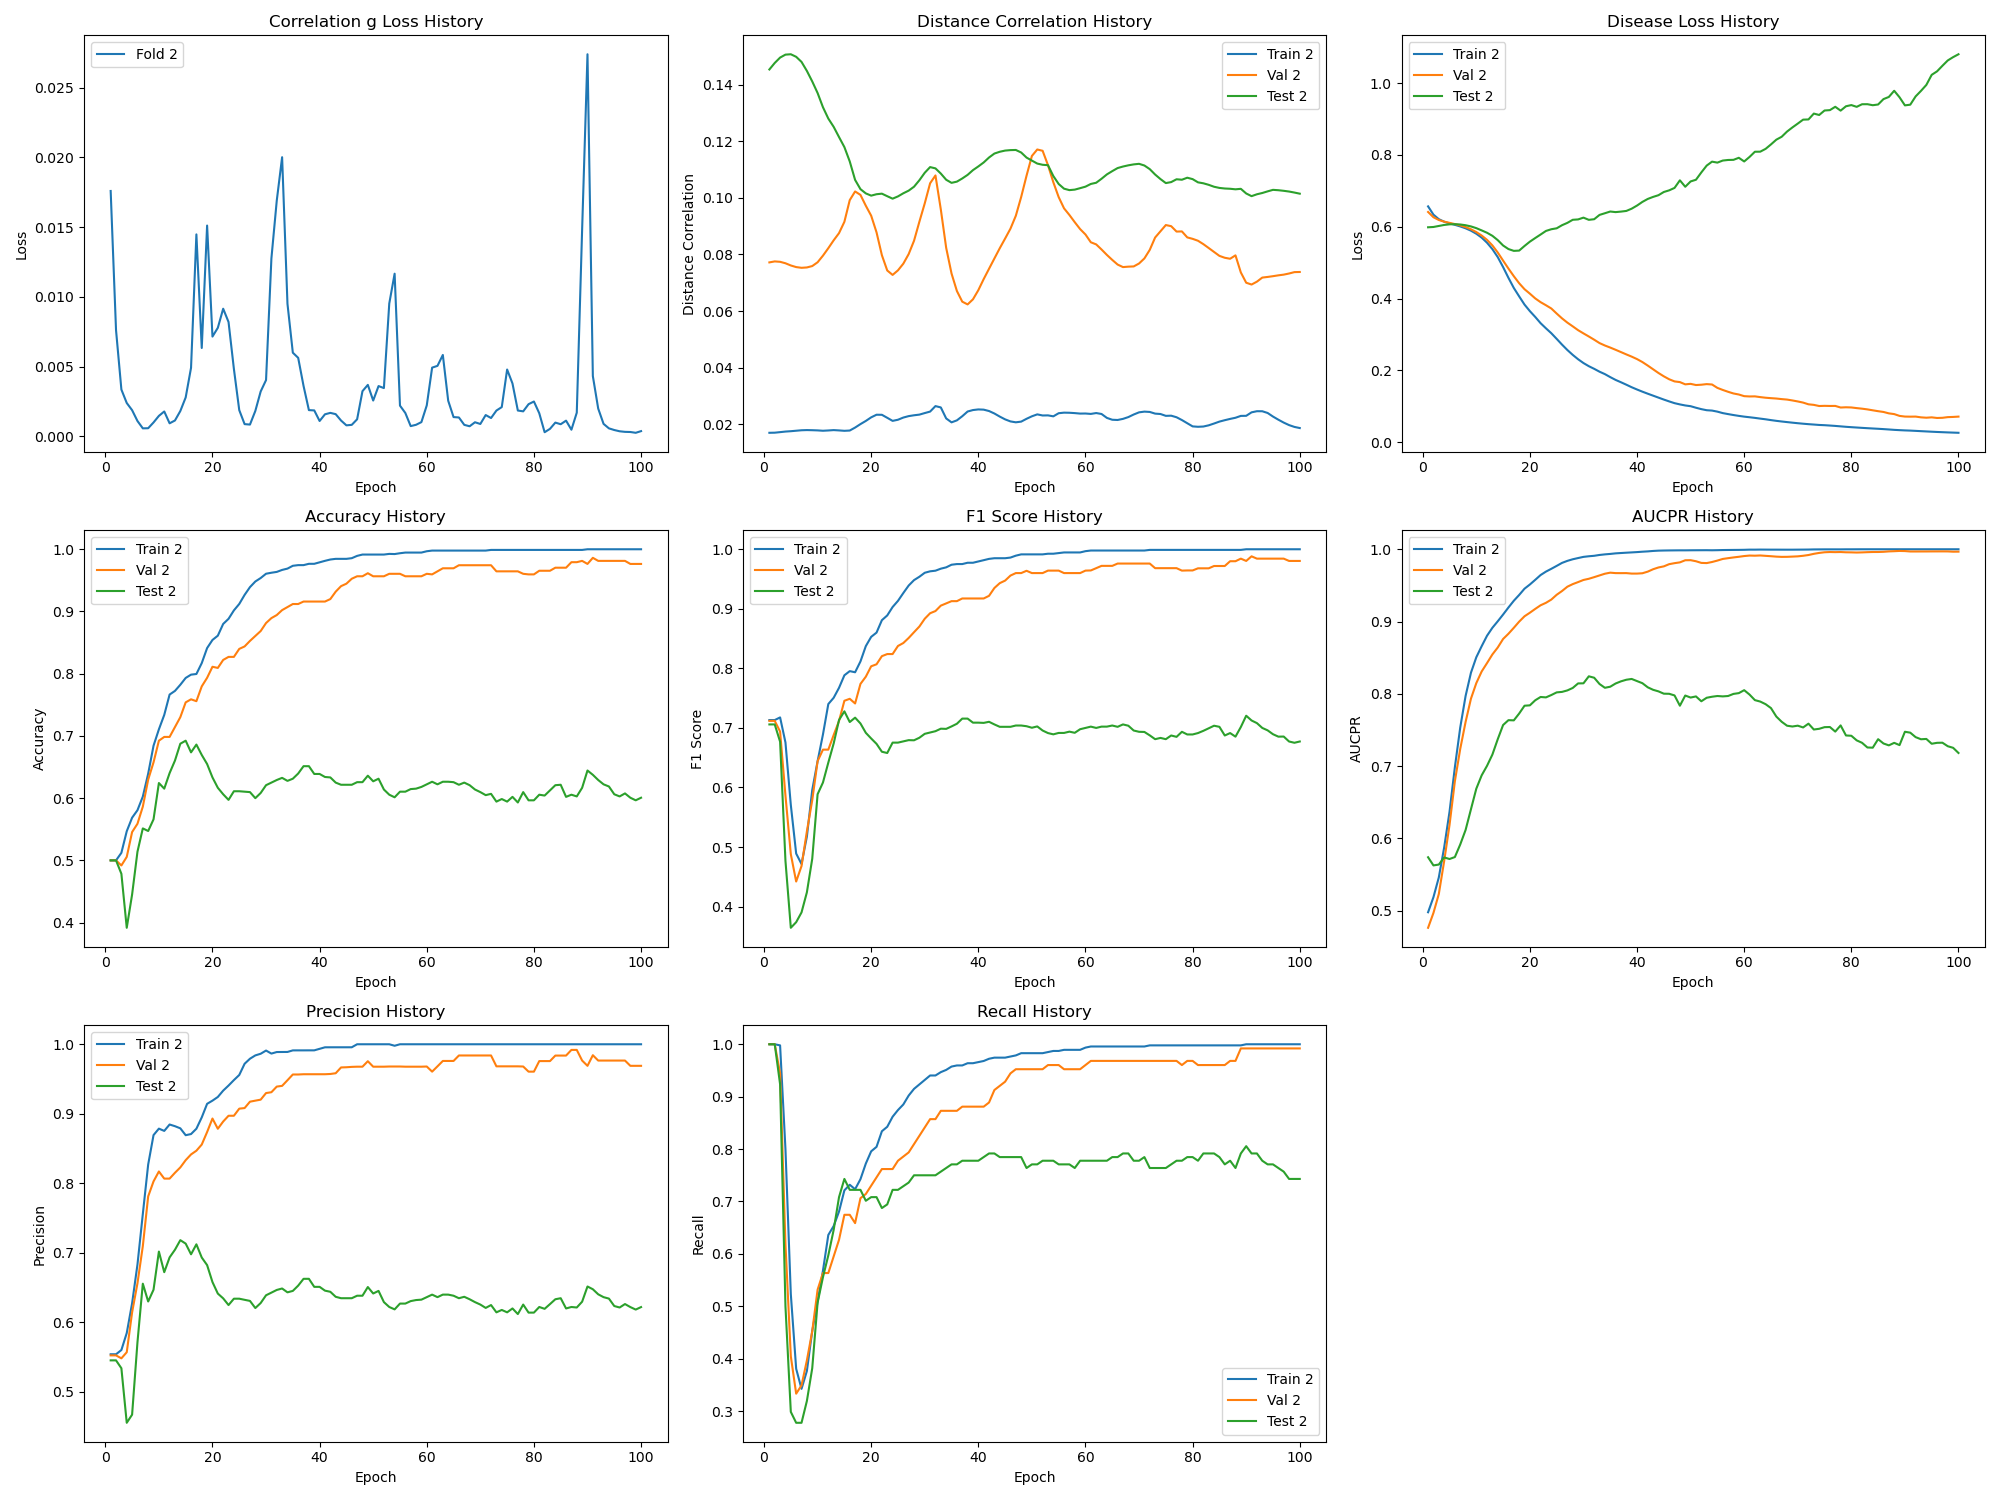 Correlation g Loss History
Fold 2
0.025
0.020
0.015
0.010
0.005
0.000
Loss
0 20 40 60 80 100
Epoch
Distance Correlation History
Train 2
Val 2
Test 2
0.14
0.12
0.10
0.08
0.06
0.04
0.02
Distance Correlation
0 20 40 60 80 100
Epoch
Disease Loss History
Train 2
Val 2
Test 2
1.0
0.8
0.6
0.4
0.2
0.0
Loss
0 20 40 60 80 100
Epoch
Accuracy History
Train 2
Val 2
Test 2
1.0
0.9
0.8
0.7
0.6
0.5
0.4
Accuracy
0 20 40 60 80 100
Epoch
F1 Score History
Train 2
Val 2
Test 2
1.0
0.9
0.8
0.7
0.6
0.5
0.4
F1 Score
0 20 40 60 80 100
Epoch
AUCPR History
Train 2
Val 2
Test 2
1.0
0.9
0.8
0.7
0.6
0.5
AUCPR
0 20 40 60 80 100
Epoch
Precision History
Train 2
Val 2
Test 2
1.0
0.9
0.8
0.7
0.6
0.5
Precision
0 20 40 60 80 100
Epoch
Recall History
1.0
0.9
0.8
0.7
0.6
0.5
0.4
0.3
Recall
Train 2
Val 2
Test 2
0 20 40 60 80 100
Epoch